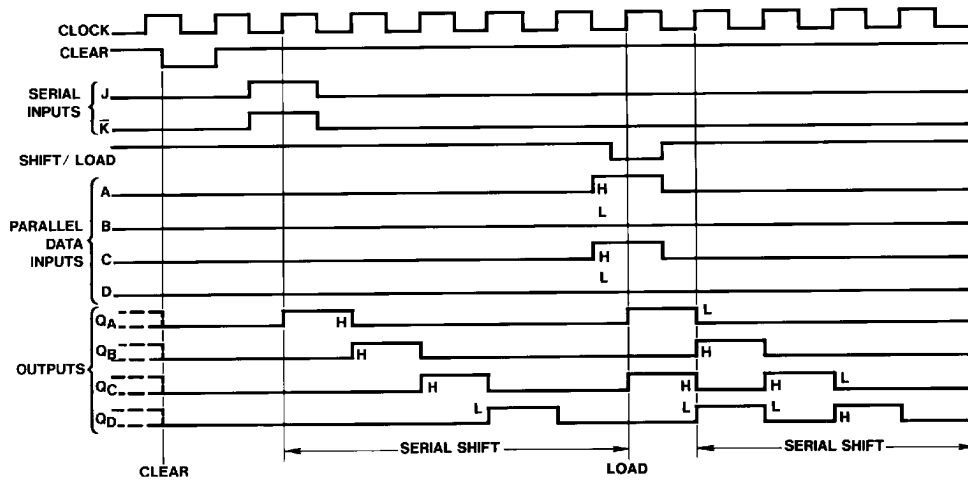 CLOCK
CLEAR
SERIAL
INPUTS
J
K̅
SHIFT / LOAD
PARALLEL
DATA
INPUTS
A
H
B
L
C
H
D
L
OUTPUTS
QA
H
L
QB
H
H
QC
H
H
H
L
QD
L
L
L
H
SERIAL SHIFT
SERIAL SHIFT
CLEAR
LOAD